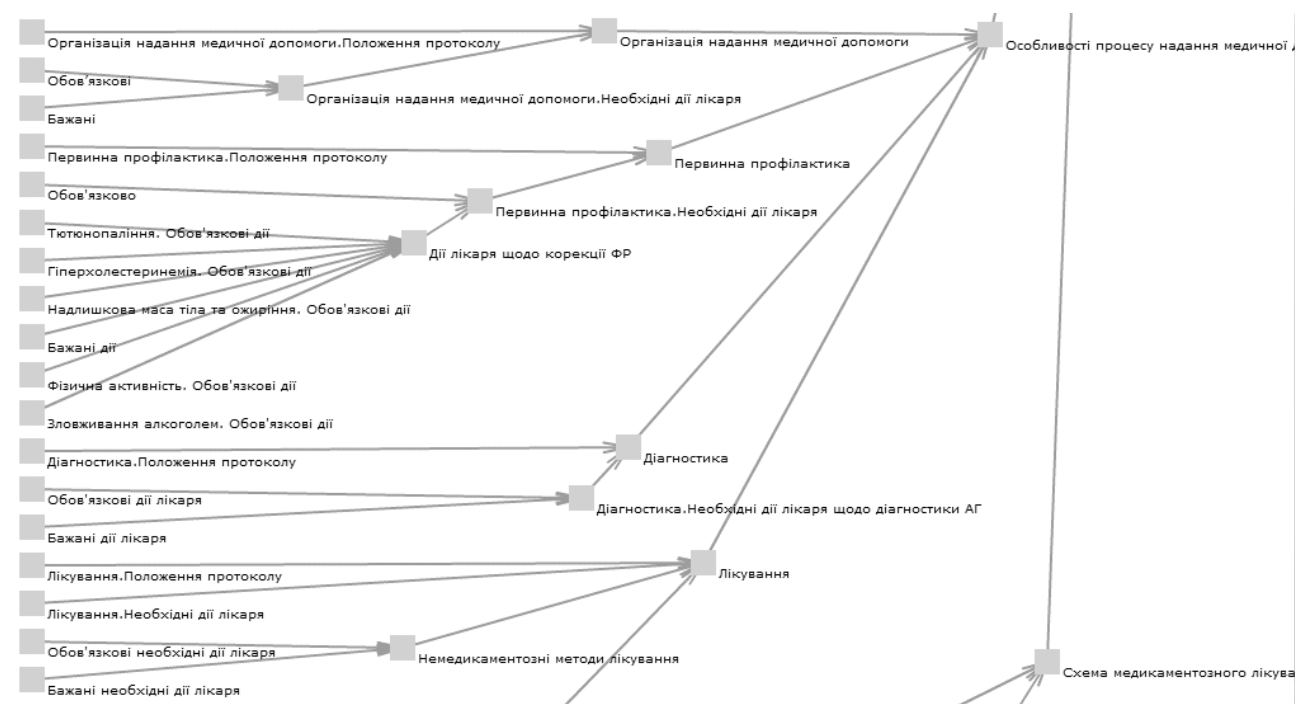 Організація надання медичної допомоги.Положення протоколу
Організація надання медичної допомоги
Особливості процесу надання медичної
Обов'язкові
Організація надання медичної допомоги.Необхідні дії лікаря
Бажані
Первинна профілактика.Положення протоколу
Первинна профілактика
Обов'язково
Первинна профілактика.Необхідні дії лікаря
Тютюнопаління. Обов'язкові дії
Дії лікаря щодо корекції ФР
Гіперхолестеринемія. Обов'язкові дії
Надлишкова маса тіла та ожиріння. Обов'язкові дії
Бажані дії
Фізична активність. Обов'язкові дії
Зловживання алкоголем. Обов'язкові дії
Діагностика.Положення протоколу
Діагностика
Обов'язкові дії лікаря
Діагностика.Необхідні дії лікаря щодо діагностики АГ
Бажані дії лікаря
Лікування.Положення протоколу
Лікування
Лікування.Необхідні дії лікаря
Обов'язкові необхідні дії лікаря
Немедикаментозні методи лікування
Схема медикаментозного лікува
Бажані необхідні дії лікаря